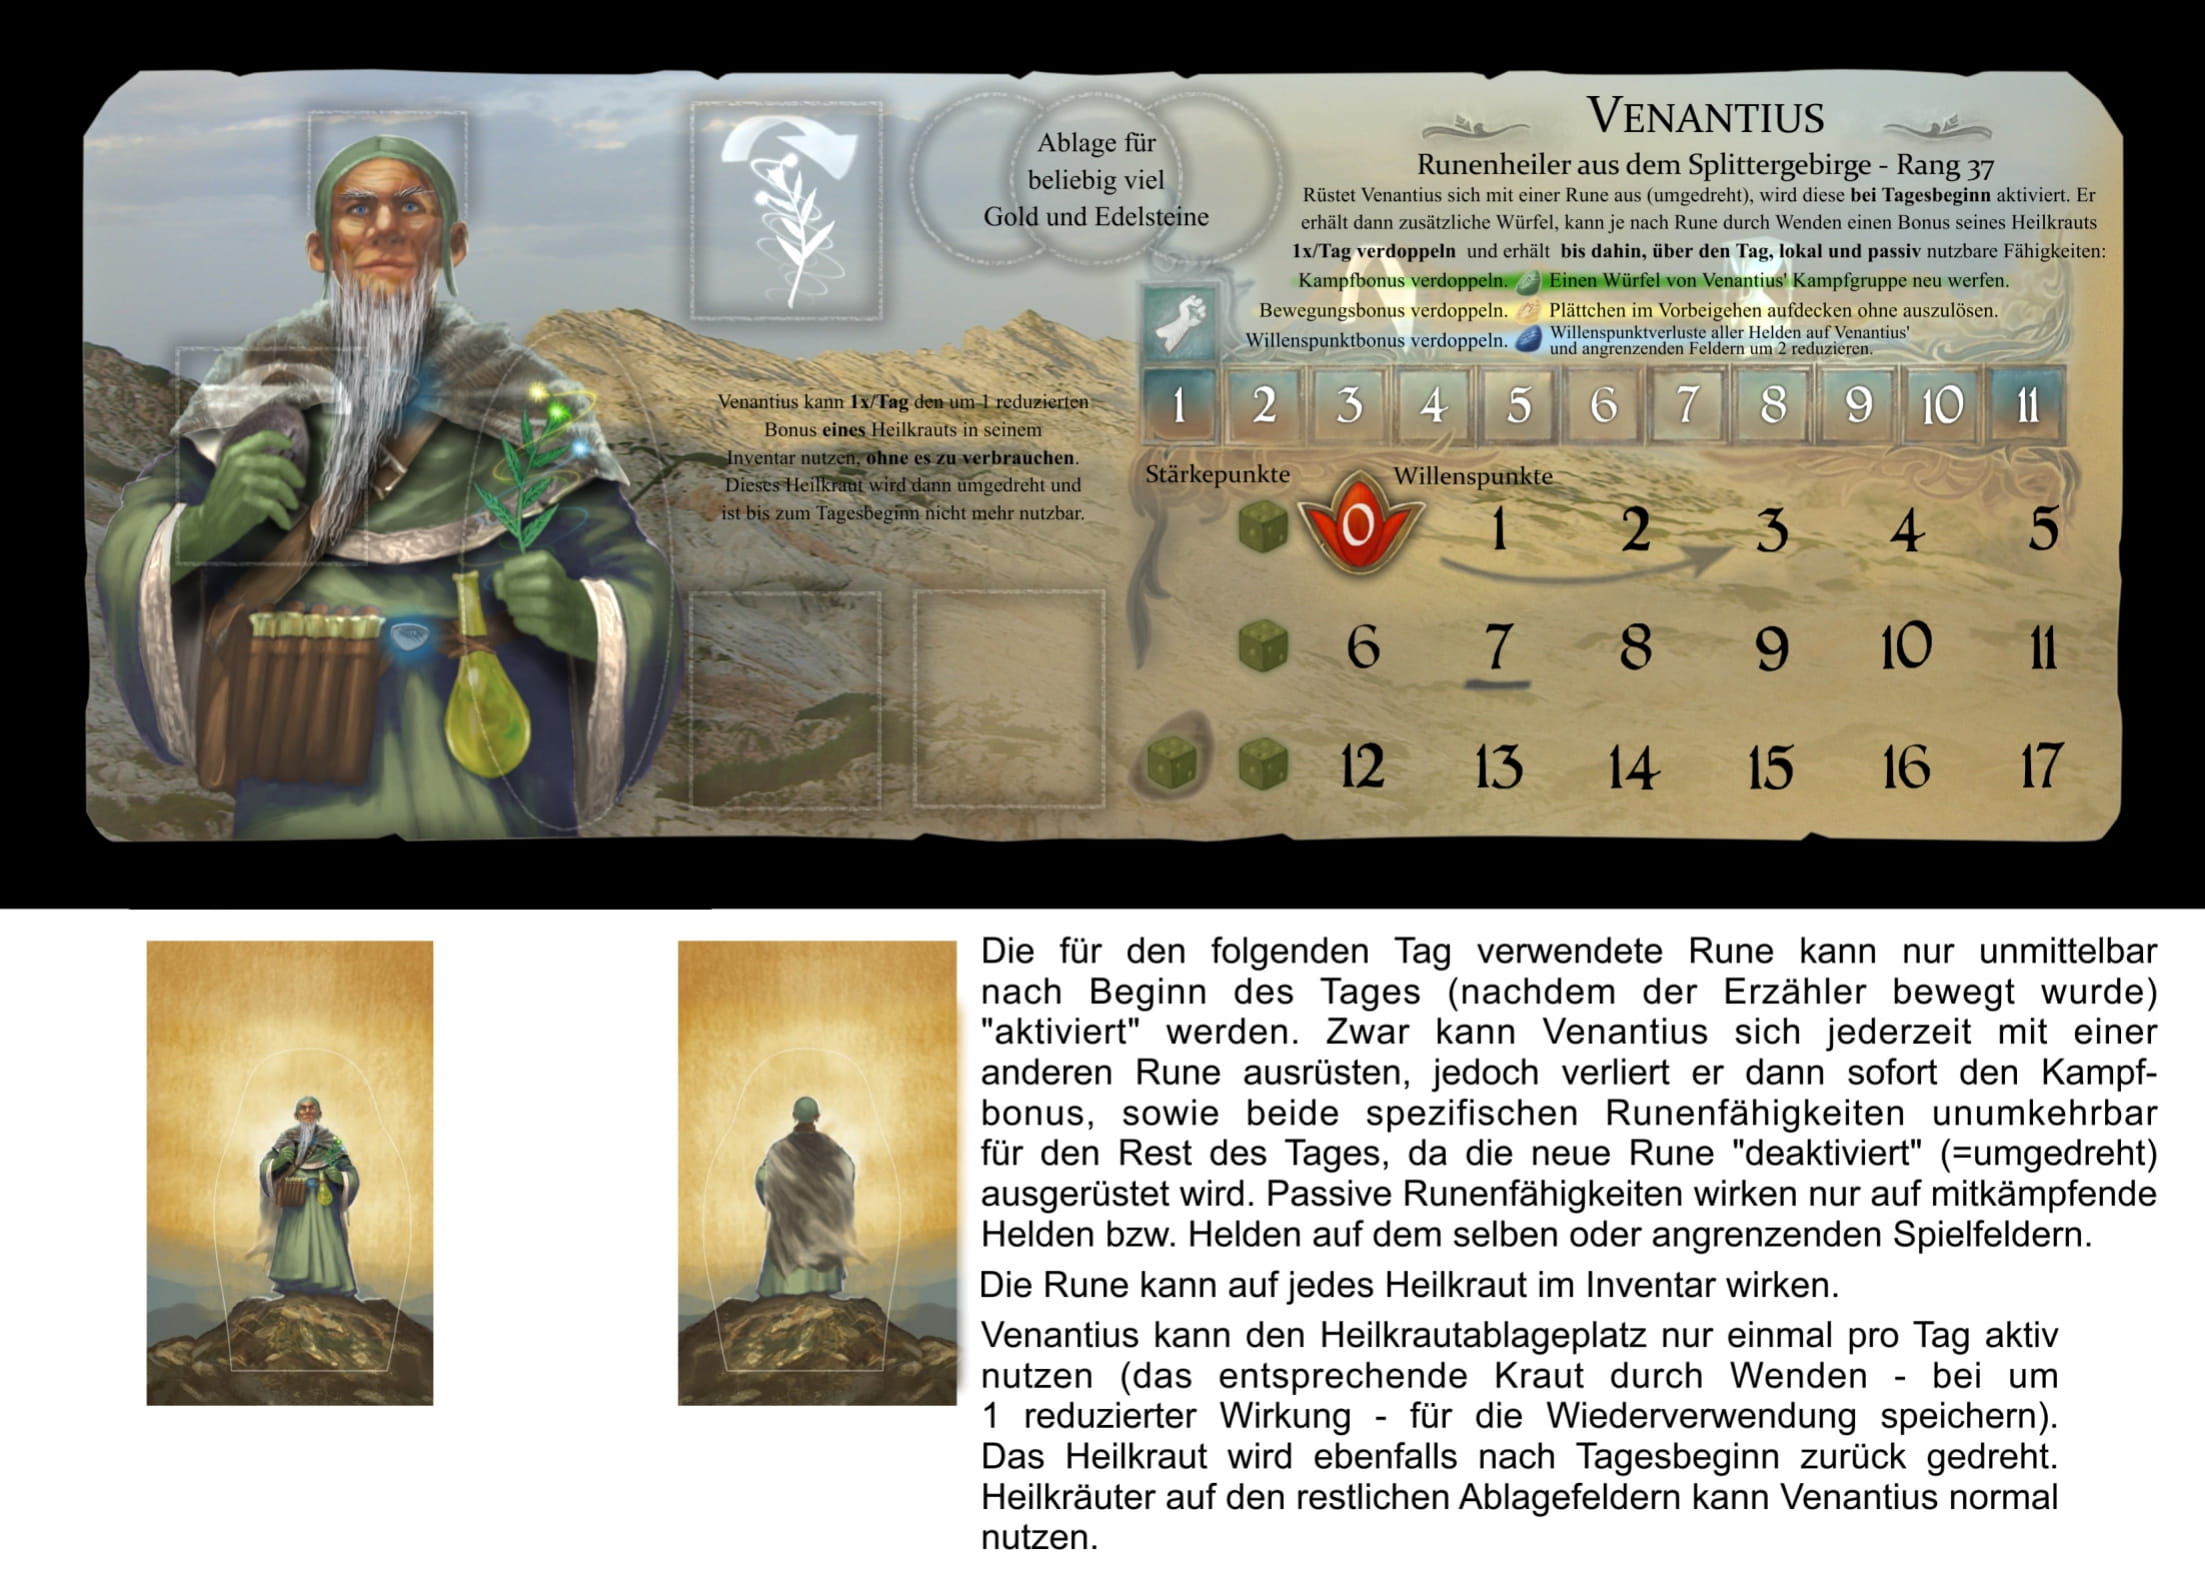 Ablage für
beliebig viel
Gold und Edelsteine
VENANTIUS
Runenheiler aus dem Splittergebirge - Rang 37
Rüstet Venantius sich mit einer Rune aus (umgedreht), wird diese bei Tagesbeginn aktiviert. Er
erhält dann zusätzliche Würfel, kann je nach Rune durch Wenden einen Bonus seines Heilkrauts
1x/Tag verdoppeln und erhält bis dahin, über den Tag, lokal und passiv nutzbare Fähigkeiten:
Kampfbonus verdoppeln. Einen Würfel von Venantius' Kampfgruppe neu werfen.
Bewegungsbonus verdoppeln. Plättchen im Vorbeigehen aufdecken ohne auszulösen.
Willenspunktbonus verdoppeln. Willenspunktverluste aller Helden auf Venantius'
und angrenzenden Feldern um 2 reduzieren.
Venantius kann 1x/Tag den um 1 reduzierten
Bonus eines Heilkrauts in seinem
Inventar nutzen, ohne es zu verbrauchen.
Dieses Heilkraut wird dann umgedreht und
ist bis zum Tagesbeginn nicht mehr nutzbar.
1 2 3 4 5 6 7 8 9 10 11
Stärkepunkte Willenspunkte
0 1 2 3 4 5
6 7 8 9 10 11
12 13 14 15 16 17
Die für den folgenden Tag verwendete Rune kann nur unmittelbar
nach Beginn des Tages (nachdem der Erzähler bewegt wurde)
"aktiviert" werden. Zwar kann Venantius sich jederzeit mit einer
anderen Rune ausrüsten, jedoch verliert er dann sofort den Kampf-
bonus, sowie beide spezifischen Runenfähigkeiten unumkehrbar
für den Rest des Tages, da die neue Rune "deaktiviert" (=umgedreht)
ausgerüstet wird. Passive Runenfähigkeiten wirken nur auf mitkämpfende
Helden bzw. Helden auf dem selben oder angrenzenden Spielfeldern.
Die Rune kann auf jedes Heilkraut im Inventar wirken.
Venantius kann den Heilkrautablageplatz nur einmal pro Tag aktiv
nutzen (das entsprechende Kraut durch Wenden - bei um
1 reduzierter Wirkung - für die Wiederverwendung speichern).
Das Heilkraut wird ebenfalls nach Tagesbeginn zurück gedreht.
Heilkräuter auf den restlichen Ablagefeldern kann Venantius normal
nutzen.